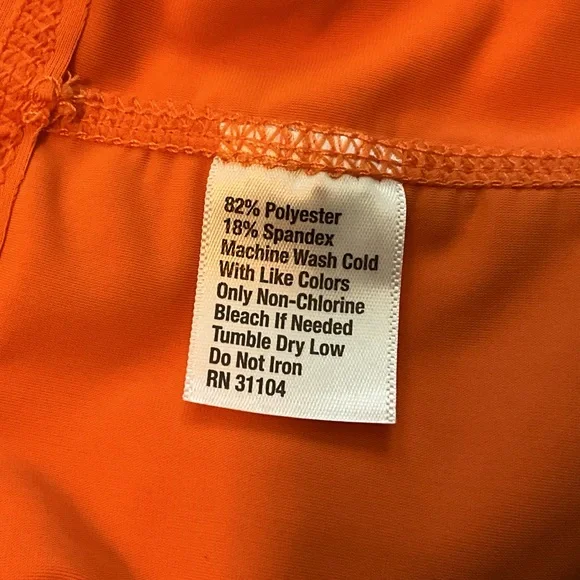 82% Polyester
18% Spandex
Machine Wash Cold
With Like Colors
Only Non-Chlorine
Bleach If Needed
Tumble Dry Low
Do Not Iron
RN 31104